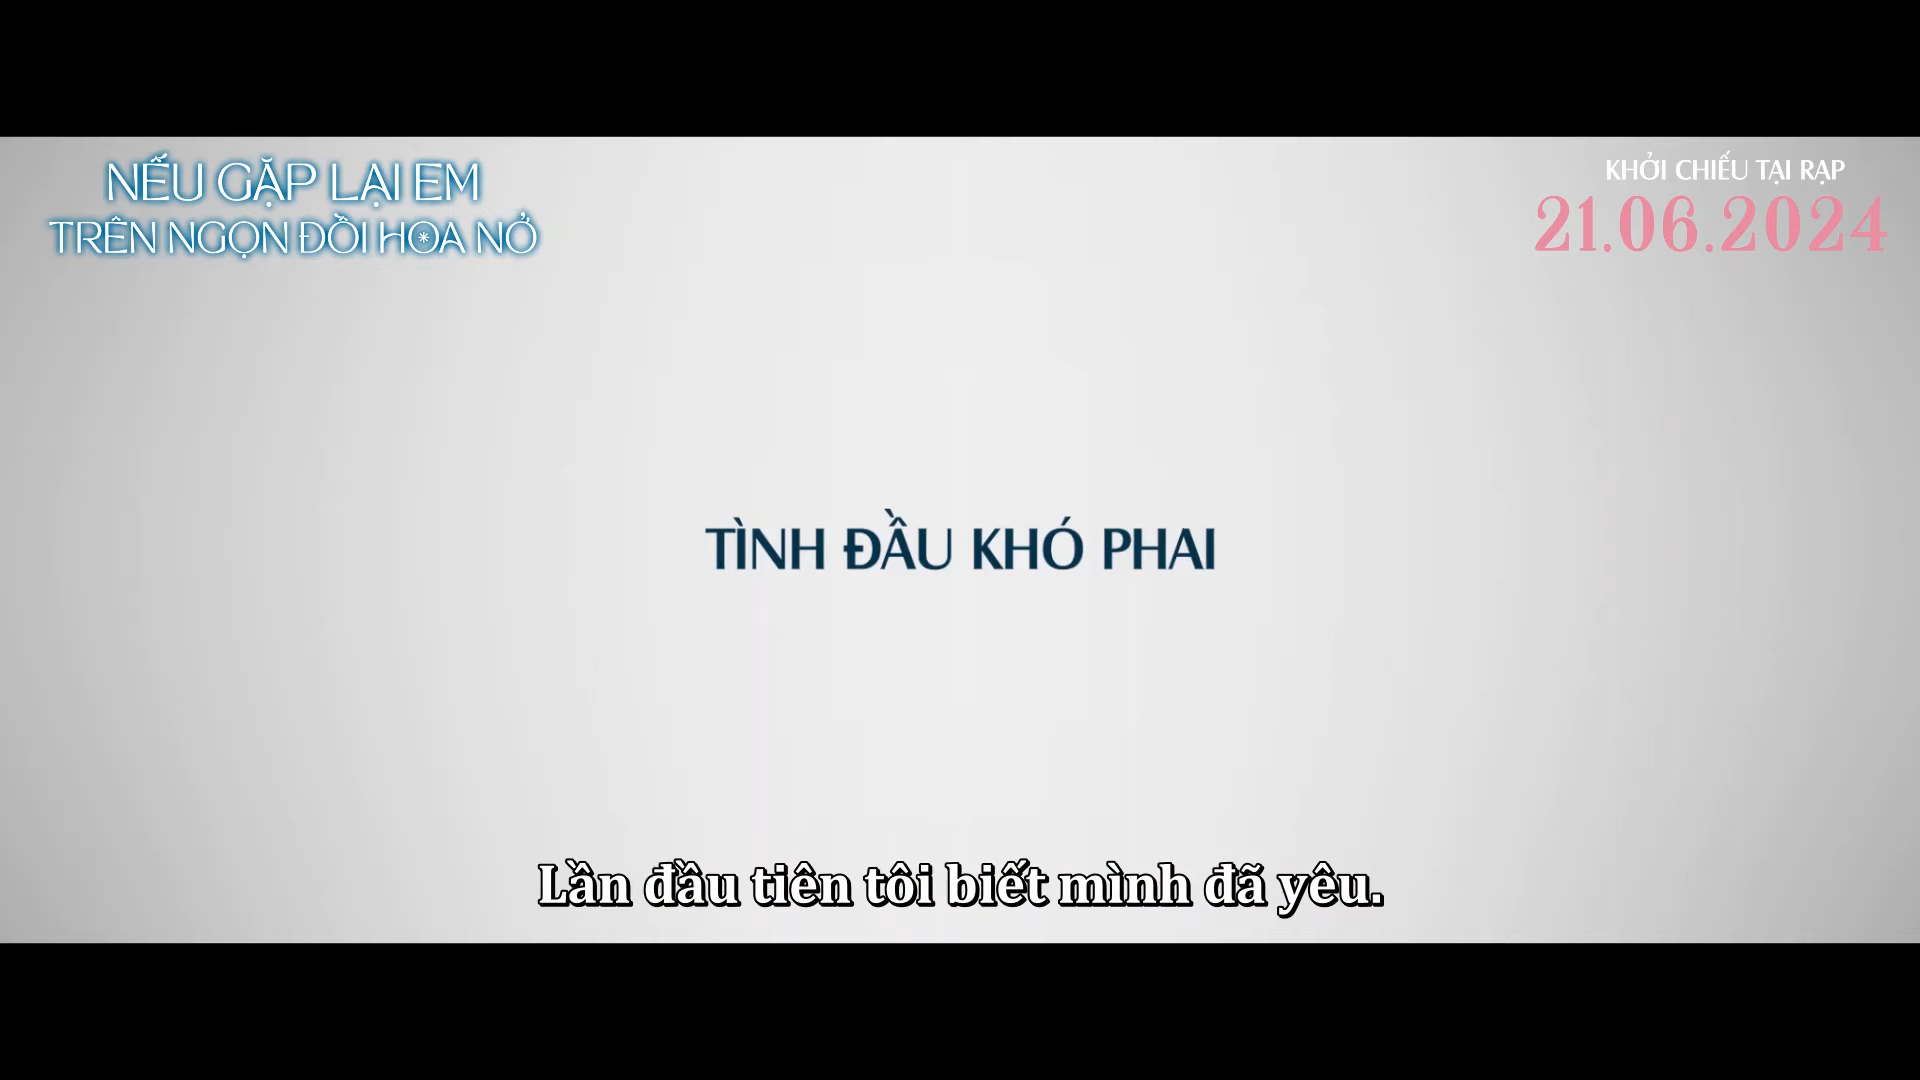 NẾU GẶP LẠI EM
TRÊN NGỌN ĐỒI HOA NỞ
KHỞI CHIẾU TẠI RẠP
21.06.2024
TÌNH ĐẦU KHÓ PHAI
Lần đầu tiên tôi biết mình đã yêu.